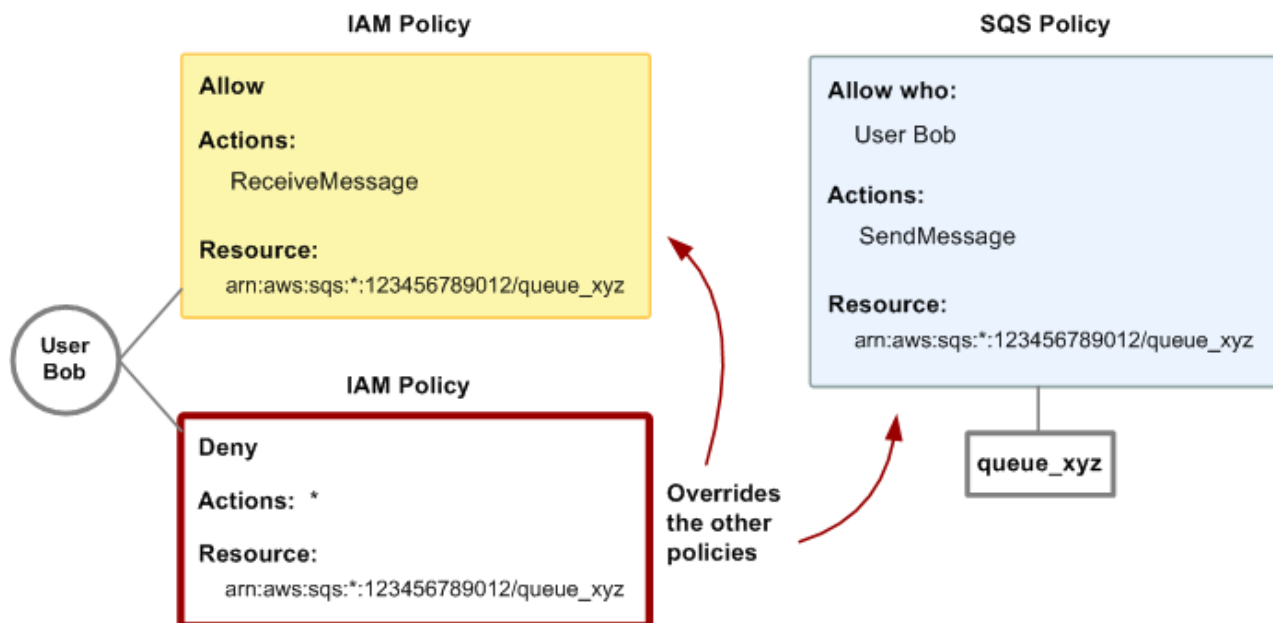 IAM Policy
Allow
Actions:
ReceiveMessage
Resource:
arn:aws:sqs:*:123456789012/queue_xyz
User
Bob
IAM Policy
Deny
Actions: *
Resource:
arn:aws:sqs:*:123456789012/queue_xyz
Overrides
the other
policies
SQS Policy
Allow who:
User Bob
Actions:
SendMessage
Resource:
arn:aws:sqs:*:123456789012/queue_xyz
queue_xyz